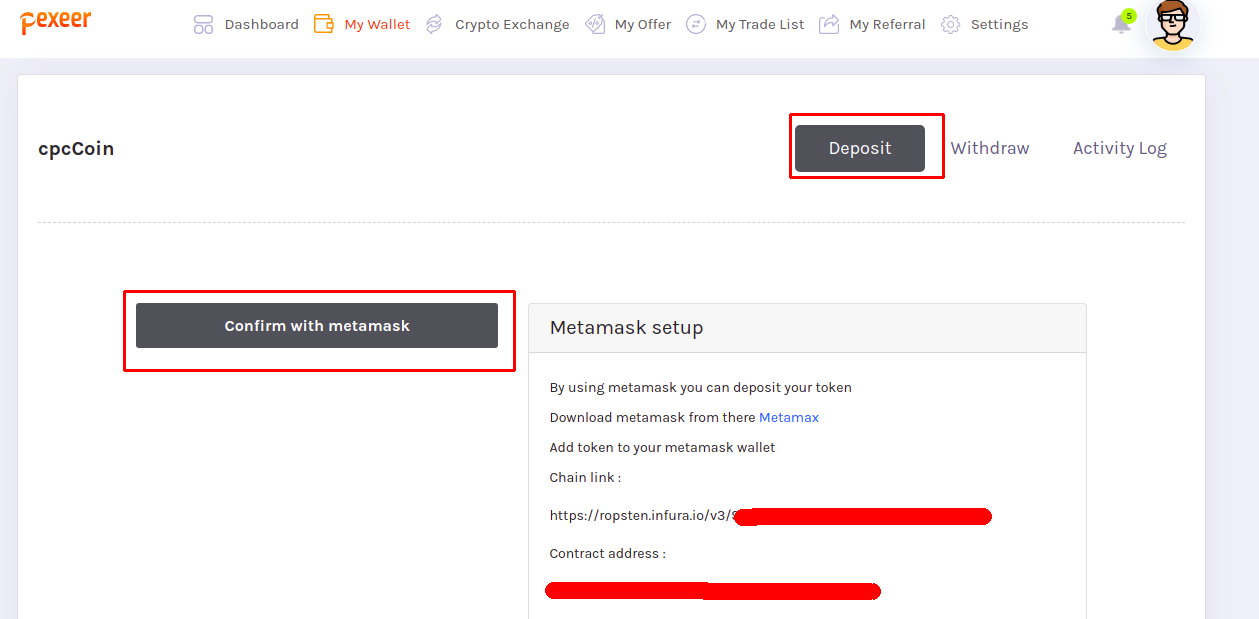 pexeer
Dashboard My Wallet Crypto Exchange My Offer My Trade List My Referral Settings 5
cpcCoin Deposit Withdraw Activity Log
Confirm with metamask
Metamask setup
By using metamask you can deposit your token
Download metamask from there Metamax
Add token to your metamask wallet
Chain link :
https://ropsten.infura.io/v3/
Contract address :